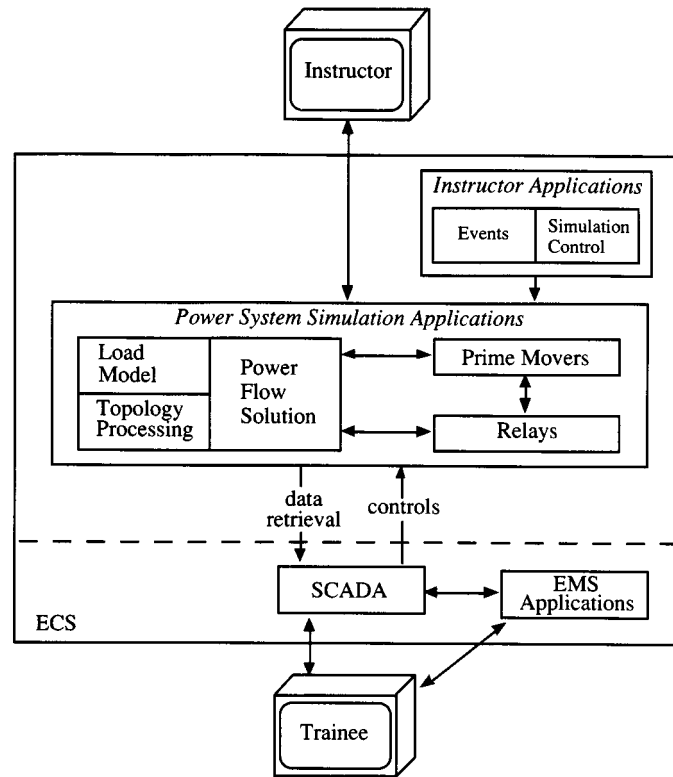 Instructor
Instructor Applications
Events
Simulation
Control
Power System Simulation Applications
Load
Model
Topology
Processing
Power
Flow
Solution
Prime Movers
Relays
data
retrieval
controls
SCADA
EMS
Applications
ECS
Trainee